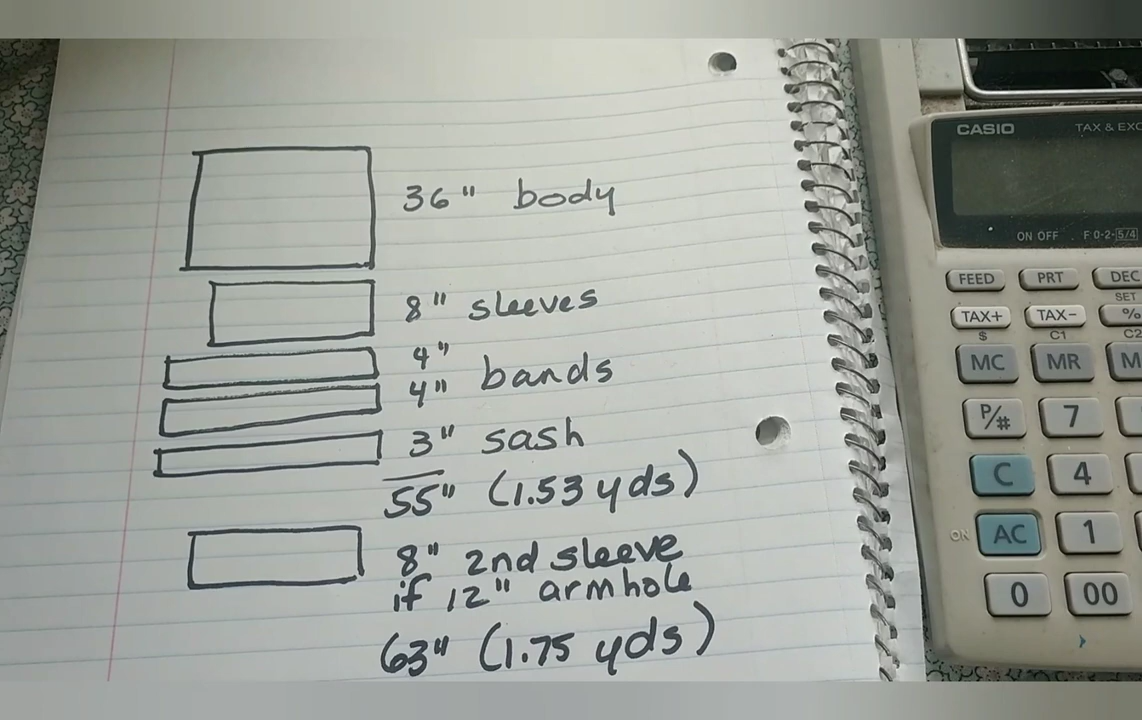 36" body
8" sleeves
4"
4" bands
3" sash
55" (1.53 yds)
8" 2nd sleeve
if 12" armhole
63" (1.75 yds)
CASIO TAX & EXC
ON OFF F 0-2-5/4
FEED PRT DEC
SET
TAX+ TAX- %
$ C1 C2
MC MR M
P/# 7
C 4
ON AC 1
0 00